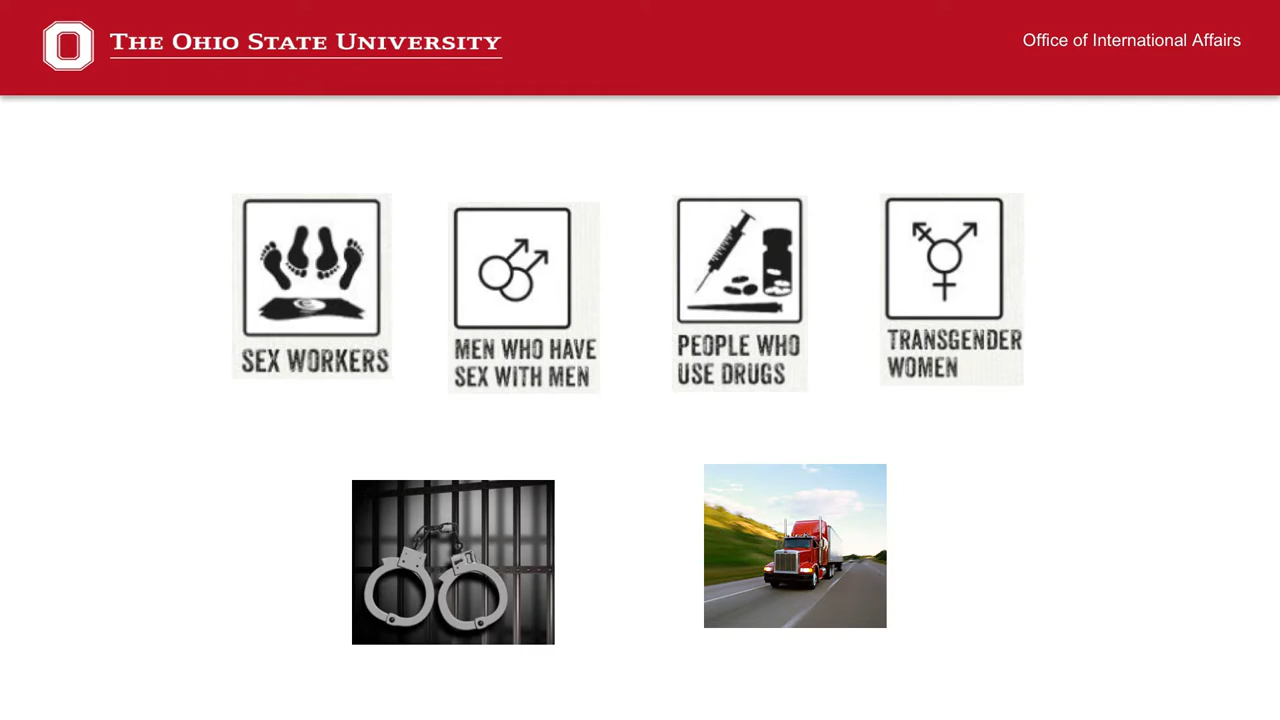 THE OHIO STATE UNIVERSITY
Office of International Affairs
SEX WORKERS
MEN WHO HAVE
SEX WITH MEN
PEOPLE WHO
USE DRUGS
TRANSGENDER
WOMEN